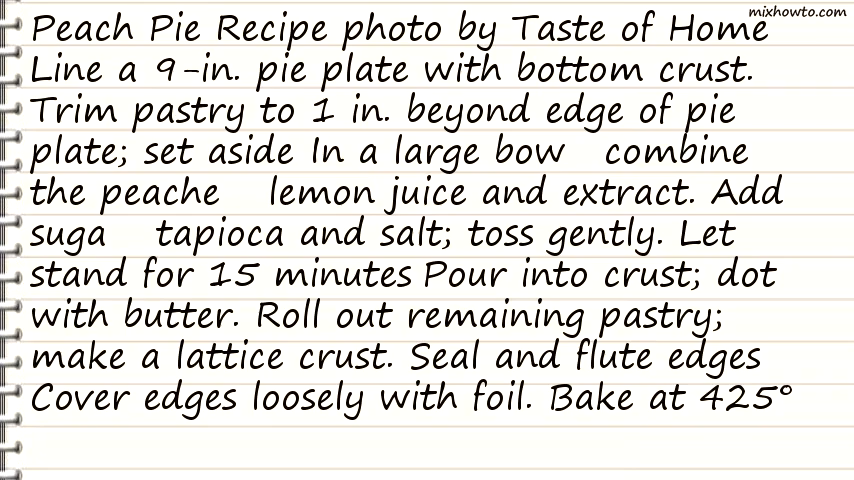 mixhowto.com
Peach Pie Recipe photo by Taste of Home
Line a 9-in. pie plate with bottom crust.
Trim pastry to 1 in. beyond edge of pie
plate; set aside In a large bow   combine
the peache   lemon juice and extract. Add
suga   tapioca and salt; toss gently. Let
stand for 15 minutes Pour into crust; dot
with butter. Roll out remaining pastry;
make a lattice crust. Seal and flute edges
Cover edges loosely with foil. Bake at 425°